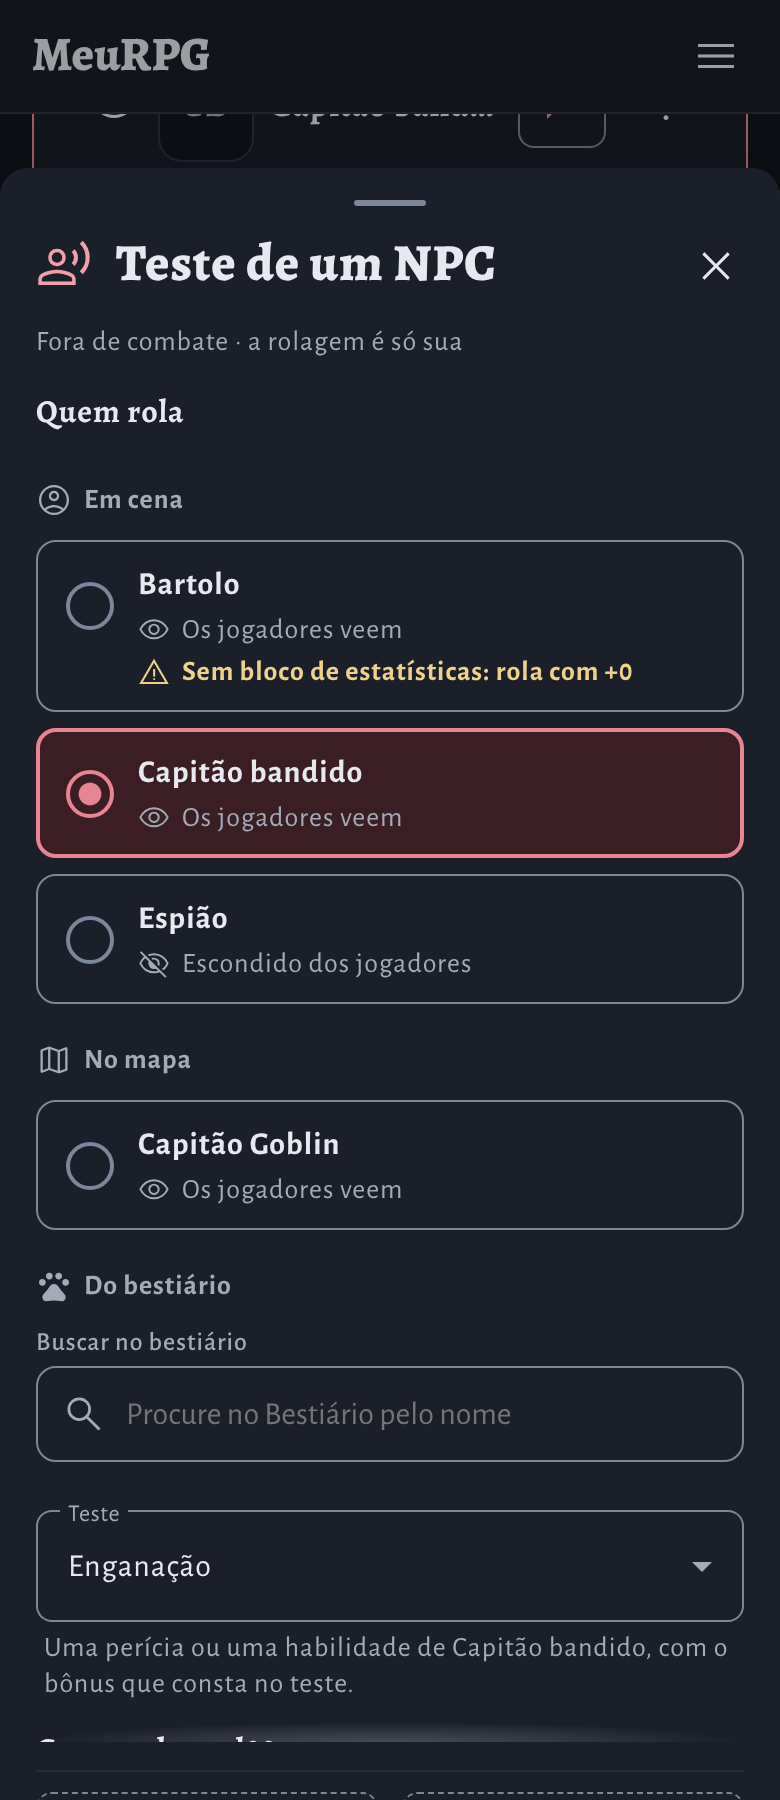 MeuRPG
Teste de um NPC
Fora de combate · a rolagem é só sua
Quem rola
Em cena
Bartolo
Os jogadores veem
Sem bloco de estatísticas: rola com +0
Capitão bandido
Os jogadores veem
Espião
Escondido dos jogadores
No mapa
Capitão Goblin
Os jogadores veem
Do bestiário
Buscar no bestiário
Procure no Bestiário pelo nome
Teste
Enganação
Uma perícia ou uma habilidade de Capitão bandido, com o
bônus que consta no teste.